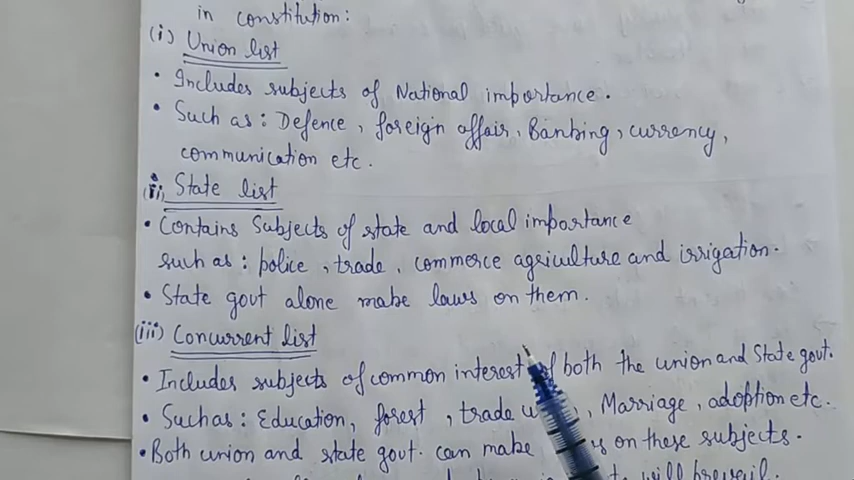 in constitution:
(i) Union list
• Includes subjects of National importance.
• Such as: Defence, foreign affair, Banking, currency,
communication etc.
(ii) State list
• Contains Subjects of state and local importance
such as: police, trade, commerce agriculture and irrigation.
• State govt alone make laws on them.
(iii) Concurrent list
• Includes subjects of common interest of both the union and State govt.
• Such as: Education, forest, trade, Marriage, adoption etc.
• Both union and state govt. can make on these subjects.
will prevail.